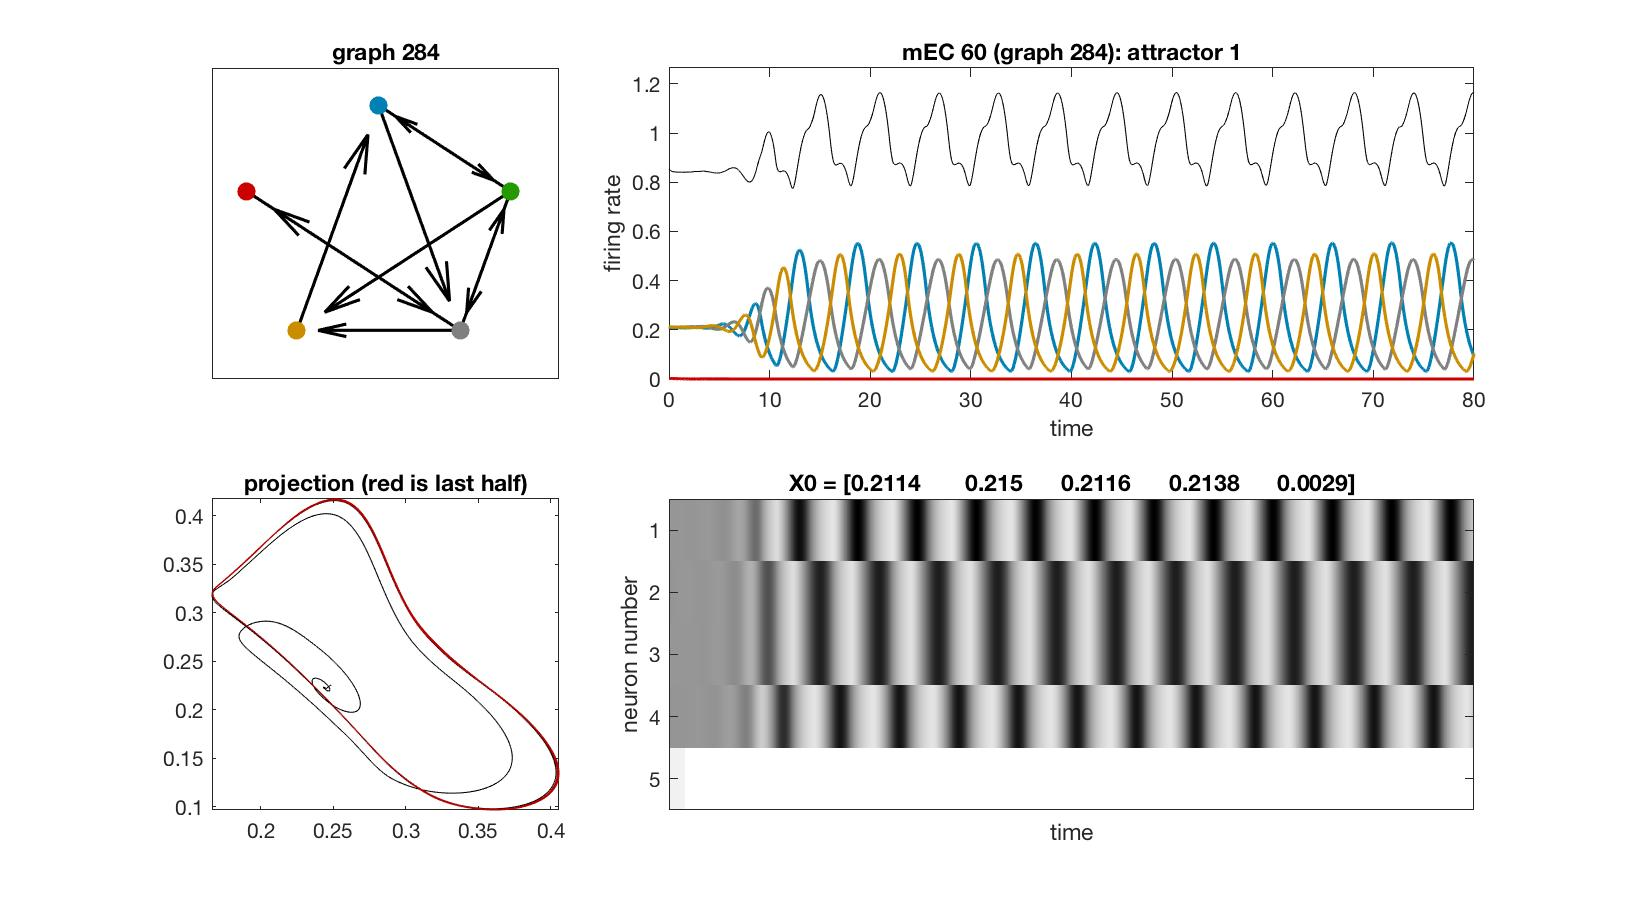 graph 284
mEC 60 (graph 284): attractor 1
1.2
1
0.8
0.6
0.4
0.2
0
firing rate
0 10 20 30 40 50 60 70 80
time
projection (red is last half)
0.4
0.35
0.3
0.25
0.2
0.15
0.1
0.2 0.25 0.3 0.35 0.4
X0 = [0.2114 0.215 0.2116 0.2138 0.0029]
1
2
3
4
5
neuron number
time